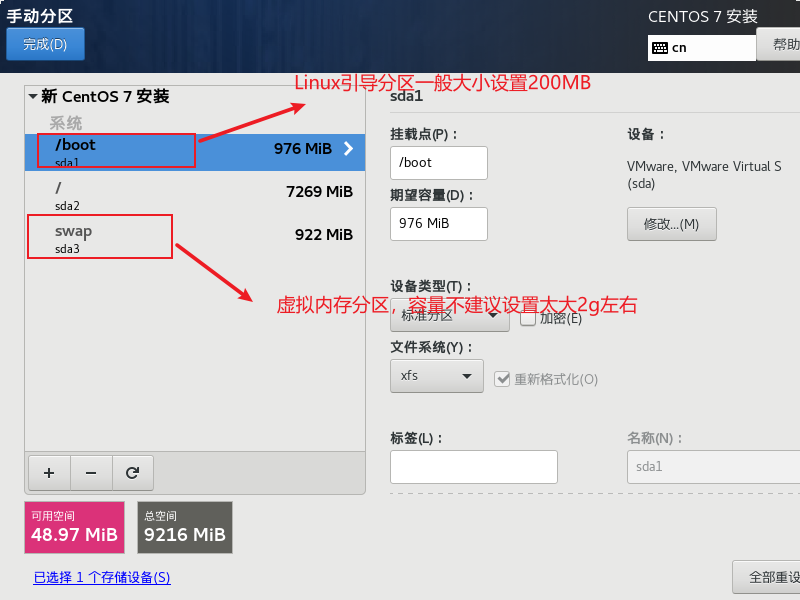 手动分区
CENTOS 7 安装
完成(D)
cn
帮助
Linux引导分区一般大小设置200MB
新 CentOS 7 安装
sda1
系统
/boot
976 MiB
sda1
挂载点(P)：
设备：
/boot
VMware, VMware Virtual S
(sda)
/
7269 MiB
sda2
期望容量(D)：
976 MiB
修改...(M)
swap
922 MiB
sda3
设备类型(T)：
虚拟内存分区，容量不建议设置太大2g左右
标准分区
加密(E)
文件系统(Y)：
xfs
重新格式化(O)
标签(L)：
名称(N)：
sda1
可用空间
48.97 MiB
总空间
9216 MiB
已选择 1 个存储设备(S)
全部重设